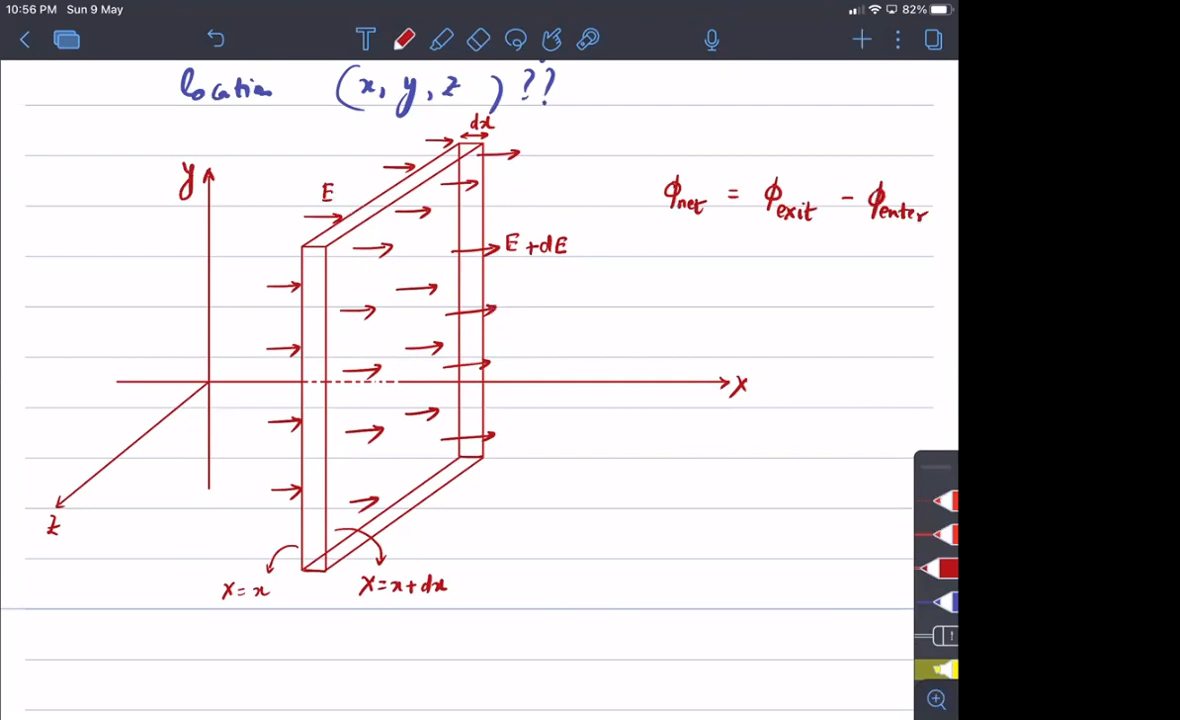 10:56 PM Sun 9 May 82%
location (x, y, z) ??
dx
y
E
ϕnet = ϕexit - ϕenter
E + dE
x
z
X = x
X = x + dx